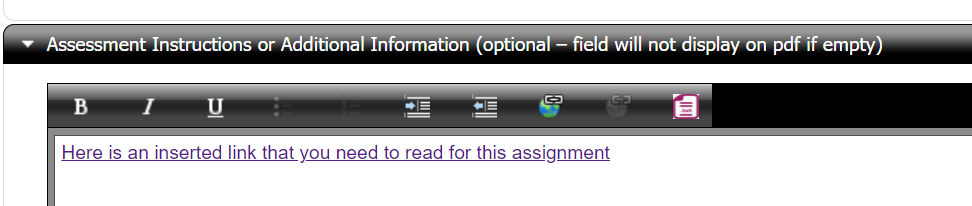 Assessment Instructions or Additional Information (optional – field will not display on pdf if empty)
B I U
Here is an inserted link that you need to read for this assignment